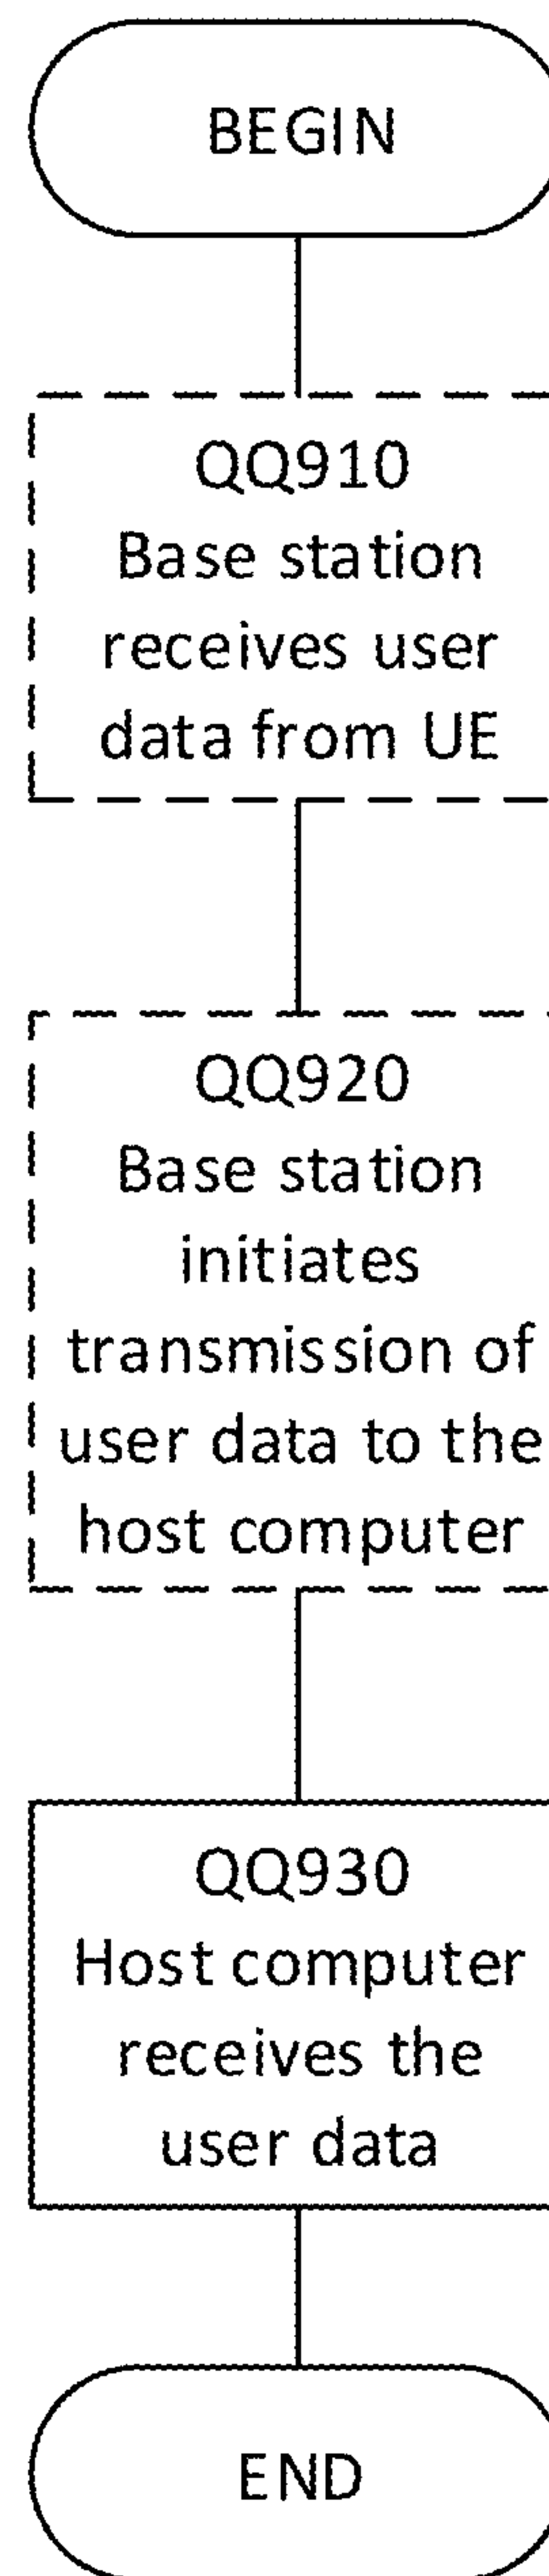 BEGIN
QQ910
Base station
receives user
data from UE
QQ920
Base station
initiates
transmission of
user data to the
host computer
QQ930
Host computer
receives the
user data
END